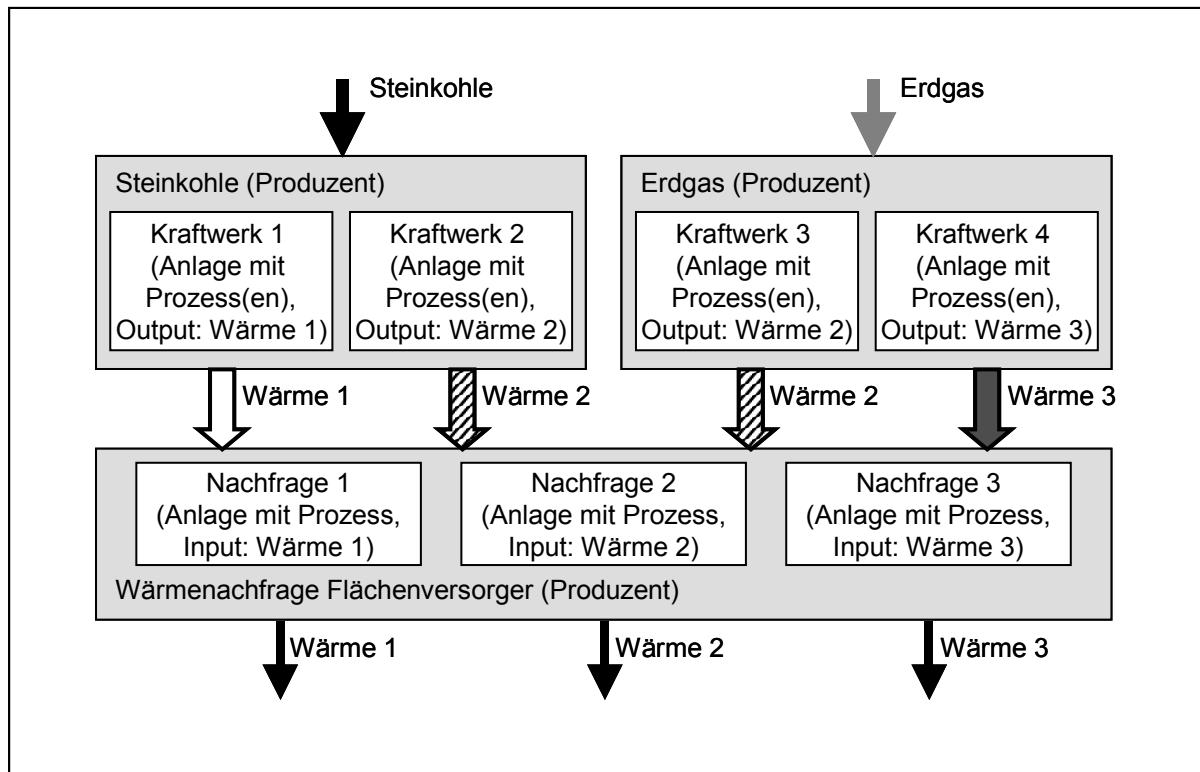 Steinkohle
Erdgas
Steinkohle (Produzent)
Kraftwerk 1
(Anlage mit
Prozess(en),
Output: Wärme 1)
Kraftwerk 2
(Anlage mit
Prozess(en),
Output: Wärme 2)
Erdgas (Produzent)
Kraftwerk 3
(Anlage mit
Prozess(en),
Output: Wärme 2)
Kraftwerk 4
(Anlage mit
Prozess(en),
Output: Wärme 3)
Wärme 1
Wärme 2
Wärme 2
Wärme 3
Nachfrage 1
(Anlage mit Prozess,
Input: Wärme 1)
Nachfrage 2
(Anlage mit Prozess,
Input: Wärme 2)
Nachfrage 3
(Anlage mit Prozess,
Input: Wärme 3)
Wärmenachfrage Flächenversorger (Produzent)
Wärme 1
Wärme 2
Wärme 3